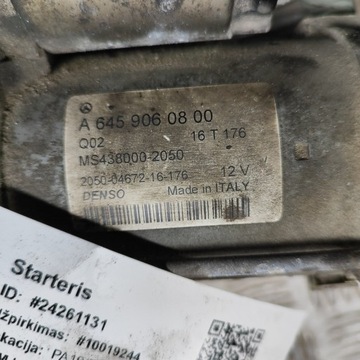 A 645 906 08 00
Q02 16 T 176
MS438000-2050
2050-04672-16-176 12 V
DENSO Made in ITALY
Starteris
ID: #24261131
Išpirkimas: #10019244